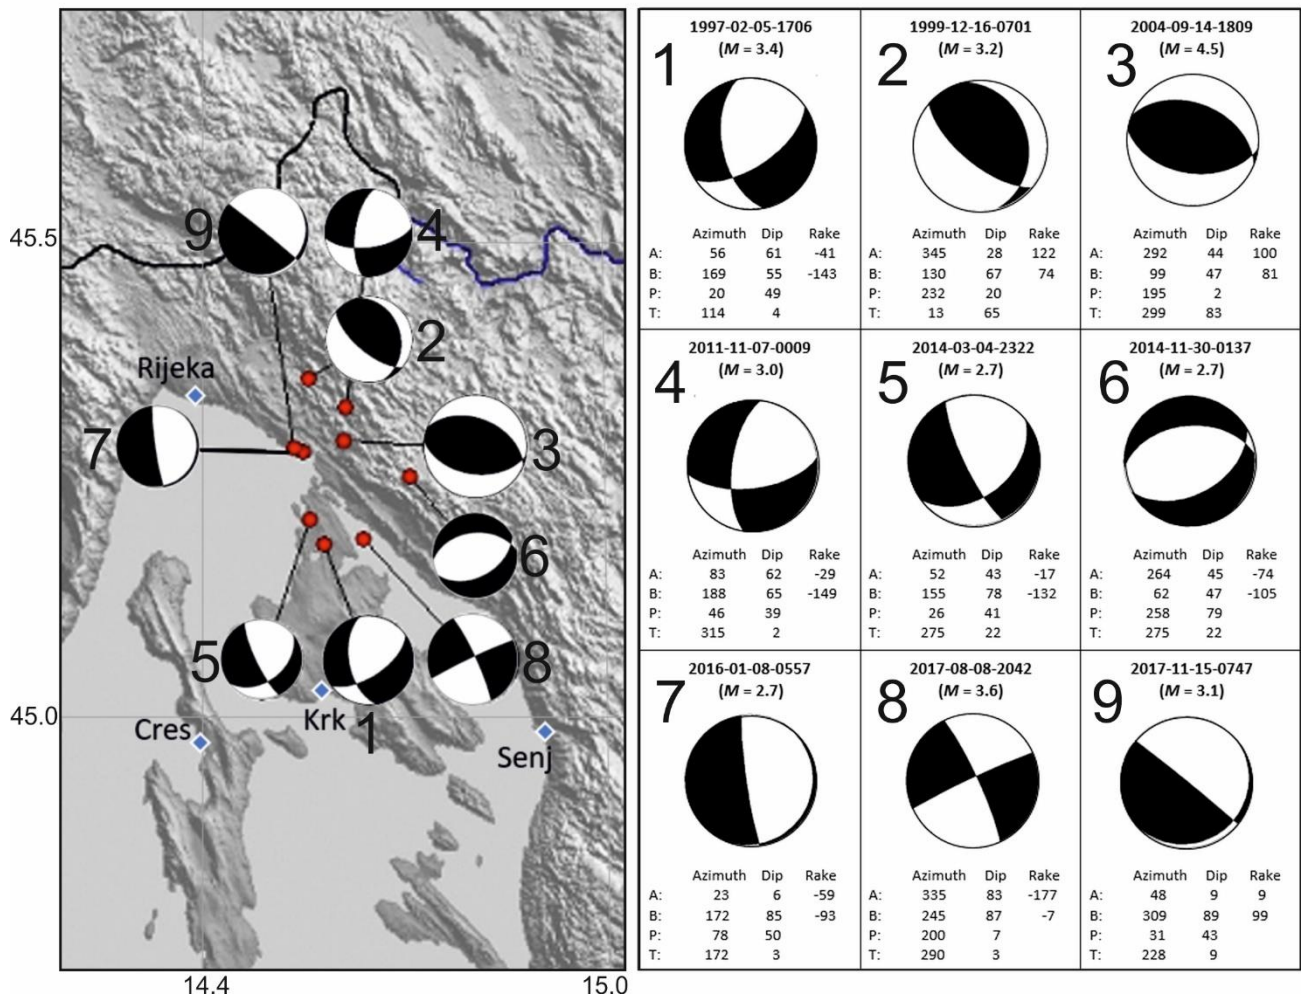 9
4
45.5
2
Rijeka
7
3
6
5
8
45.0
Cres
Krk
1
Senj
14.4
15.0
1997-02-05-1706
(M = 3.4)
1
Azimuth Dip Rake
A: 56 61 -41
B: 169 55 -143
P: 20 49
T: 114 4
1999-12-16-0701
(M = 3.2)
2
Azimuth Dip Rake
A: 345 28 122
B: 130 67 74
P: 232 20
T: 13 65
2004-09-14-1809
(M = 4.5)
3
Azimuth Dip Rake
A: 292 44 100
B: 99 47 81
P: 195 2
T: 299 83
2011-11-07-0009
(M = 3.0)
4
Azimuth Dip Rake
A: 83 62 -29
B: 188 65 -149
P: 46 39
T: 315 2
2014-03-04-2322
(M = 2.7)
5
Azimuth Dip Rake
A: 52 43 -17
B: 155 78 -132
P: 26 41
T: 275 22
2014-11-30-0137
(M = 2.7)
6
Azimuth Dip Rake
A: 264 45 -74
B: 62 47 -105
P: 258 79
T: 275 22
2016-01-08-0557
(M = 2.7)
7
Azimuth Dip Rake
A: 23 6 -59
B: 172 85 -93
P: 78 50
T: 172 3
2017-08-08-2042
(M = 3.6)
8
Azimuth Dip Rake
A: 335 83 -177
B: 245 87 -7
P: 200 7
T: 290 3
2017-11-15-0747
(M = 3.1)
9
Azimuth Dip Rake
A: 48 9 9
B: 309 89 99
P: 31 43
T: 228 9